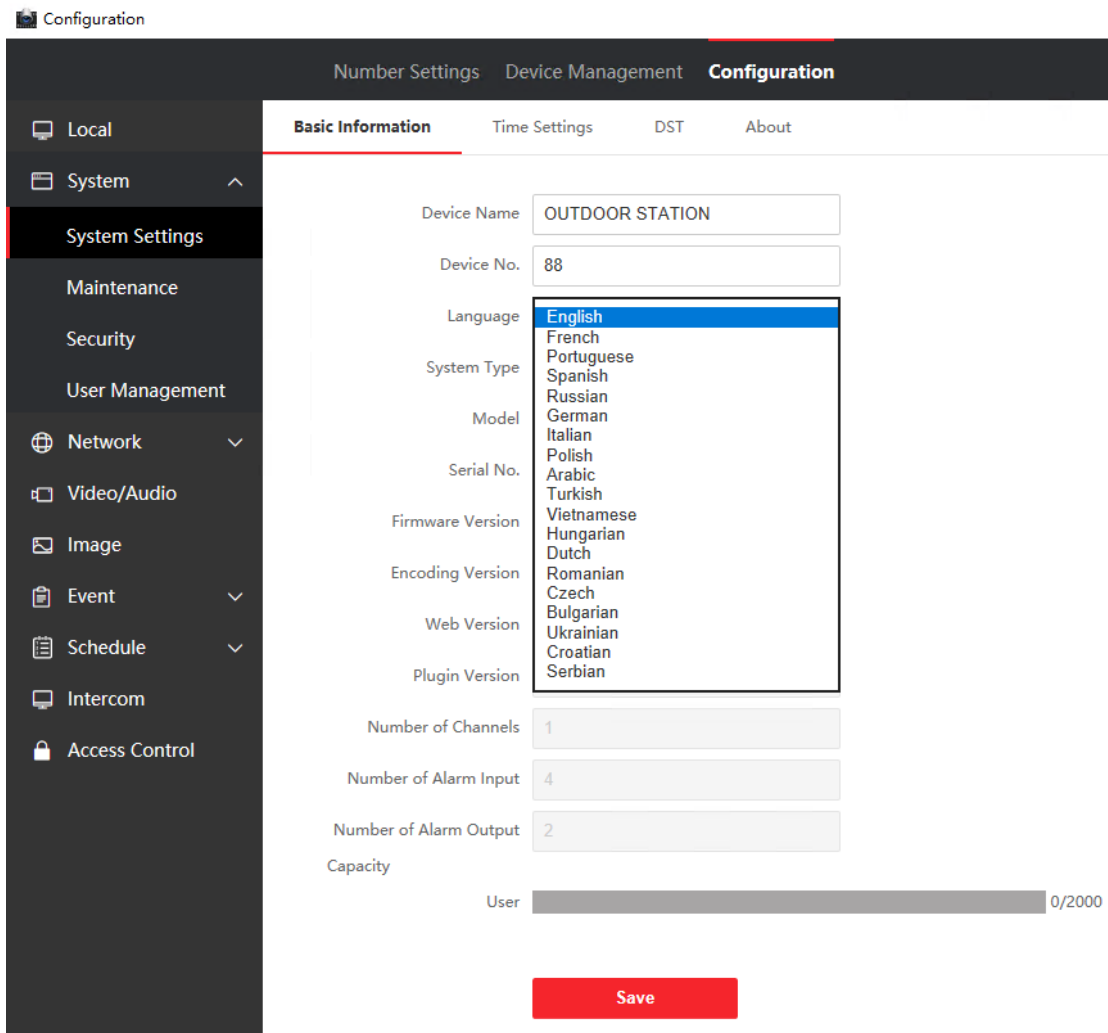 Configuration
Number Settings Device Management Configuration
Local
System
System Settings
Maintenance
Security
User Management
Network
Video/Audio
Image
Event
Schedule
Intercom
Access Control
Basic Information Time Settings DST About
Device Name OUTDOOR STATION
Device No. 88
Language English
French
Portuguese
Spanish
Russian
German
Italian
Polish
Arabic
Turkish
Vietnamese
Hungarian
Dutch
Romanian
Czech
Bulgarian
Ukrainian
Croatian
Serbian
System Type
Model
Serial No.
Firmware Version
Encoding Version
Web Version
Plugin Version
Number of Channels 1
Number of Alarm Input 4
Number of Alarm Output 2
Capacity
User 0/2000
Save